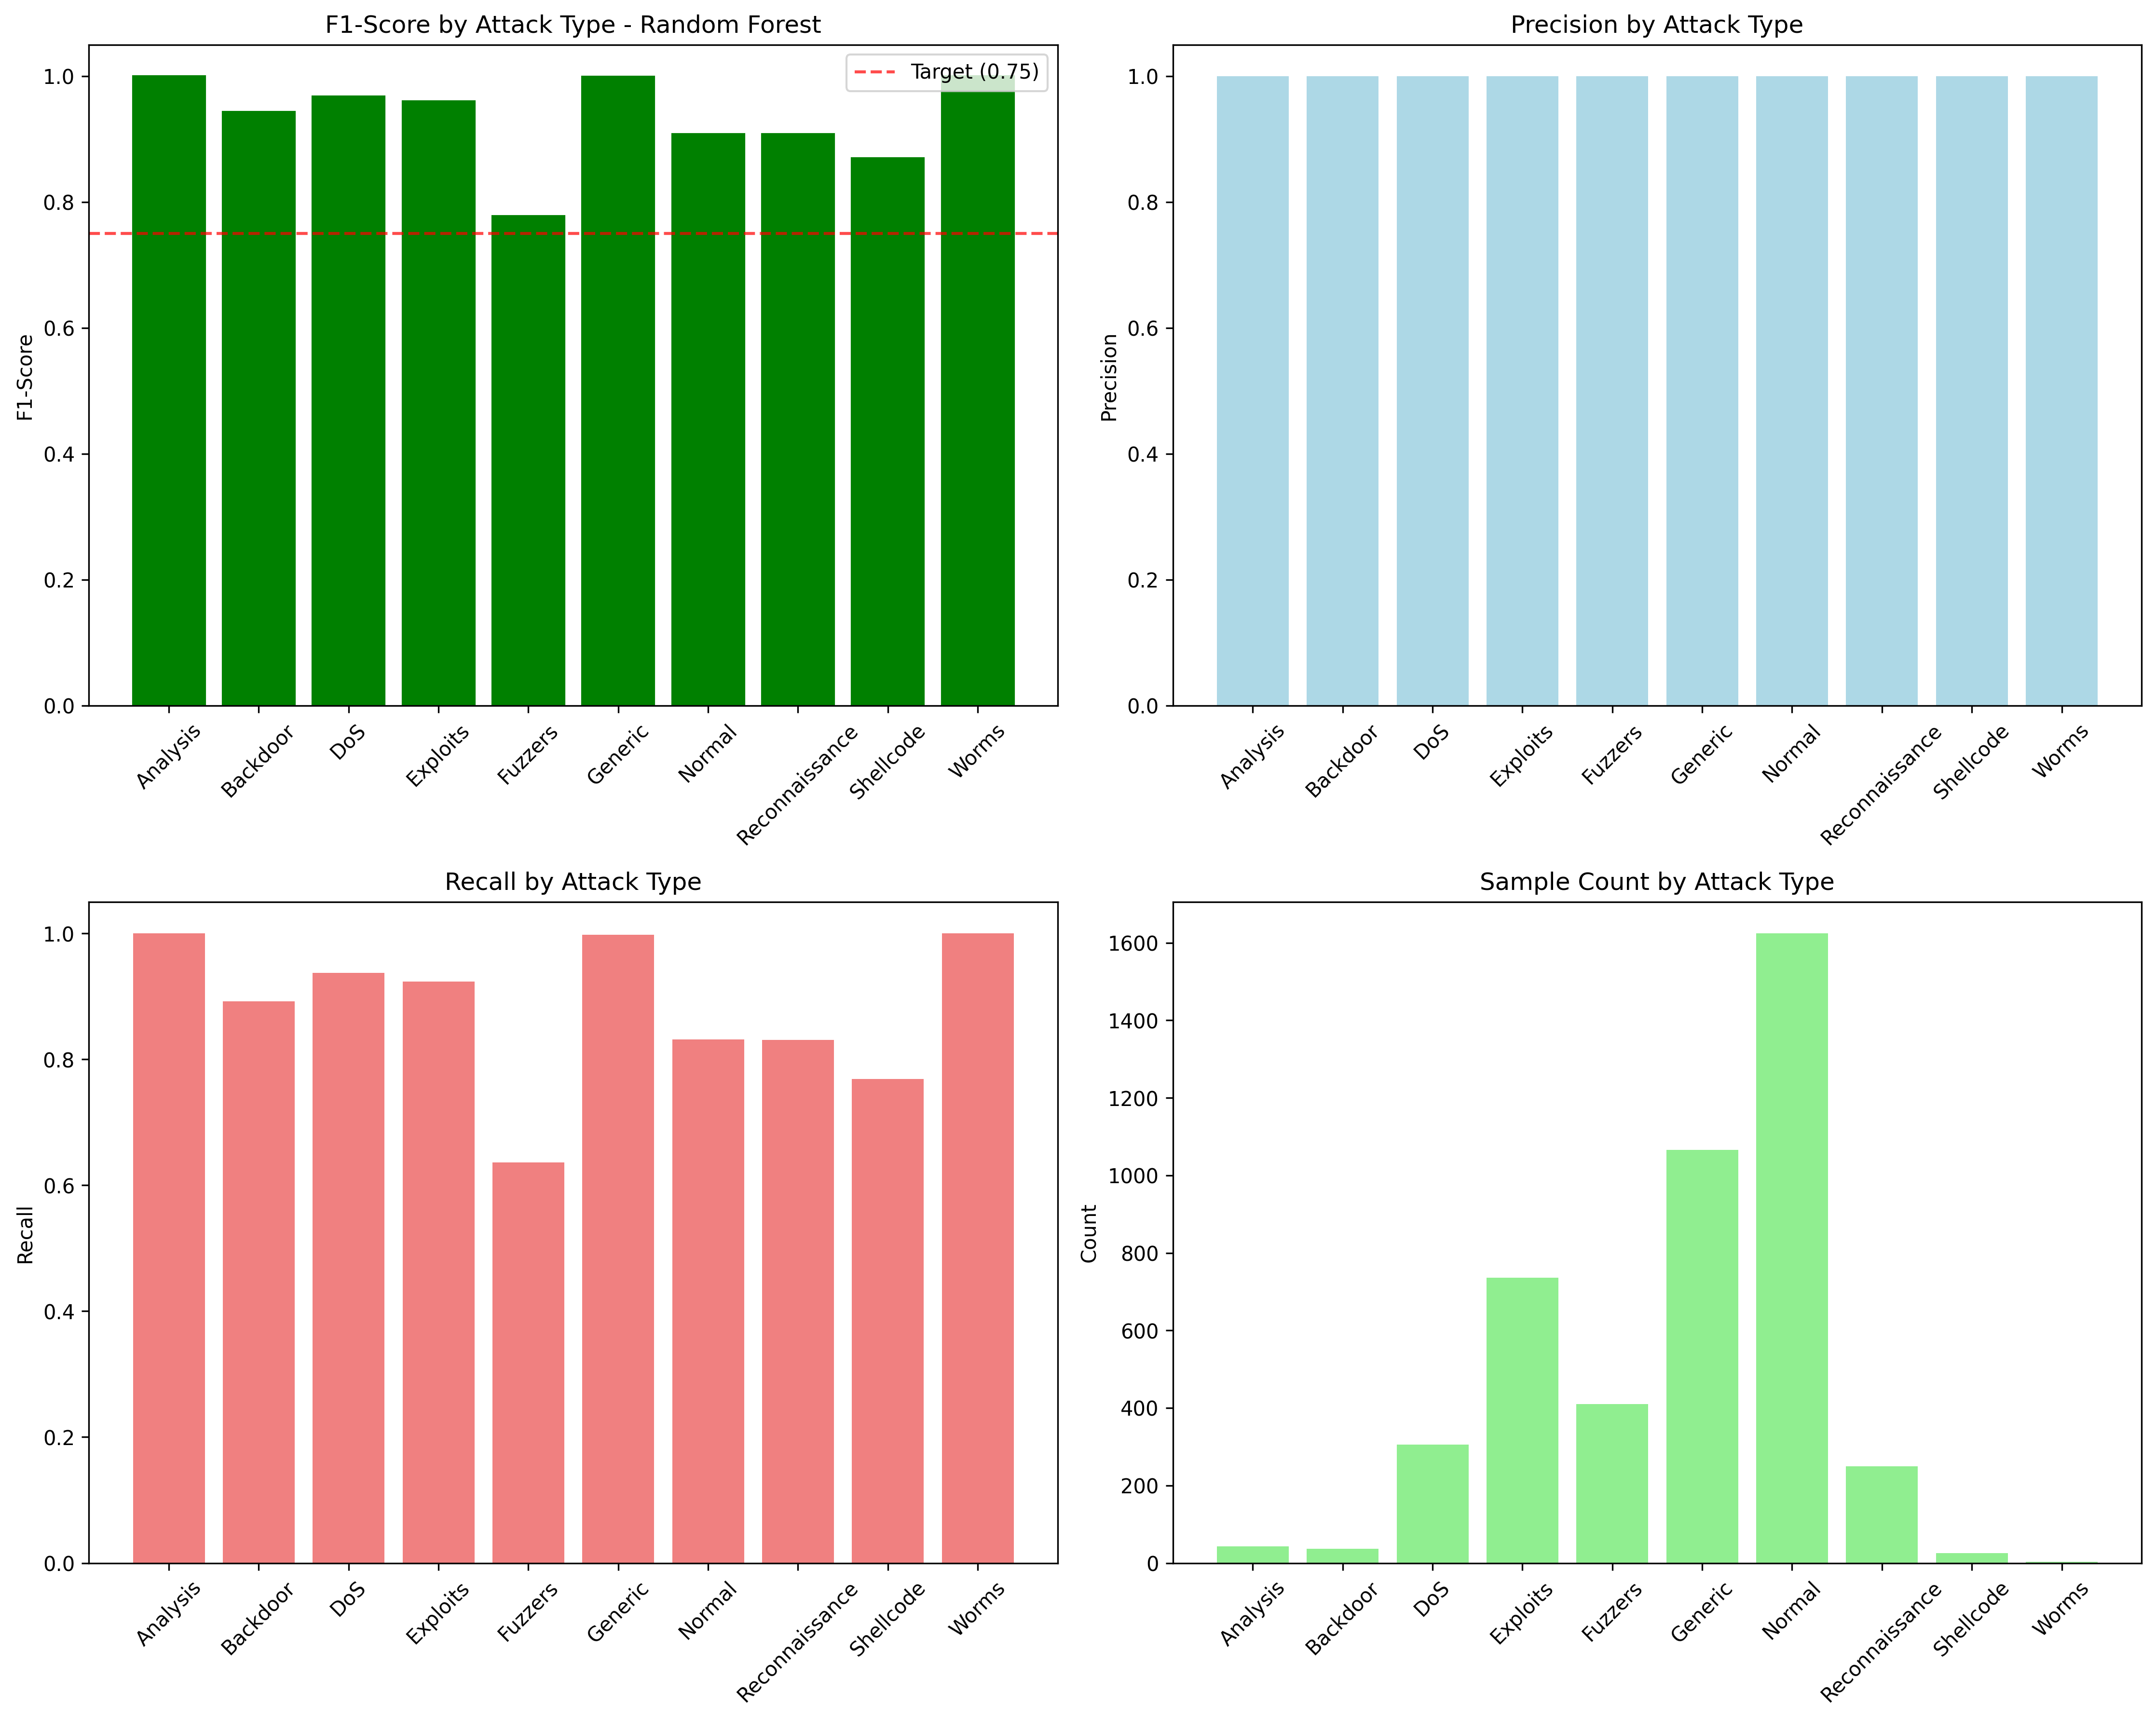 F1-Score by Attack Type - Random Forest
Target (0.75)
F1-Score
1.0
0.8
0.6
0.4
0.2
0.0
Analysis
Backdoor
DoS
Exploits
Fuzzers
Generic
Normal
Reconnaissance
Shellcode
Worms
Precision by Attack Type
Precision
1.0
0.8
0.6
0.4
0.2
0.0
Analysis
Backdoor
DoS
Exploits
Fuzzers
Generic
Normal
Reconnaissance
Shellcode
Worms
Recall by Attack Type
Recall
1.0
0.8
0.6
0.4
0.2
0.0
Analysis
Backdoor
DoS
Exploits
Fuzzers
Generic
Normal
Reconnaissance
Shellcode
Worms
Sample Count by Attack Type
Count
1600
1400
1200
1000
800
600
400
200
0
Analysis
Backdoor
DoS
Exploits
Fuzzers
Generic
Normal
Reconnaissance
Shellcode
Worms